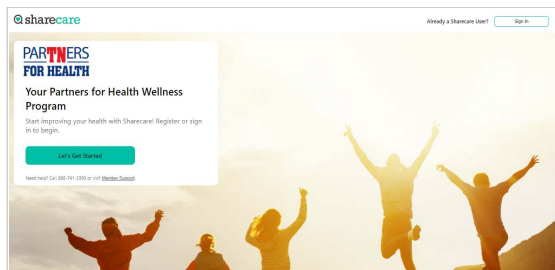 sharecare
Already a Sharecare User?
Sign In
PARTNERS
FOR HEALTH
Your Partners for Health Wellness
Program
Start improving your health with Sharecare! Register or sign
in to begin.
Let's Get Started
Need help? Call 888-741-3390 or visit Member Support.